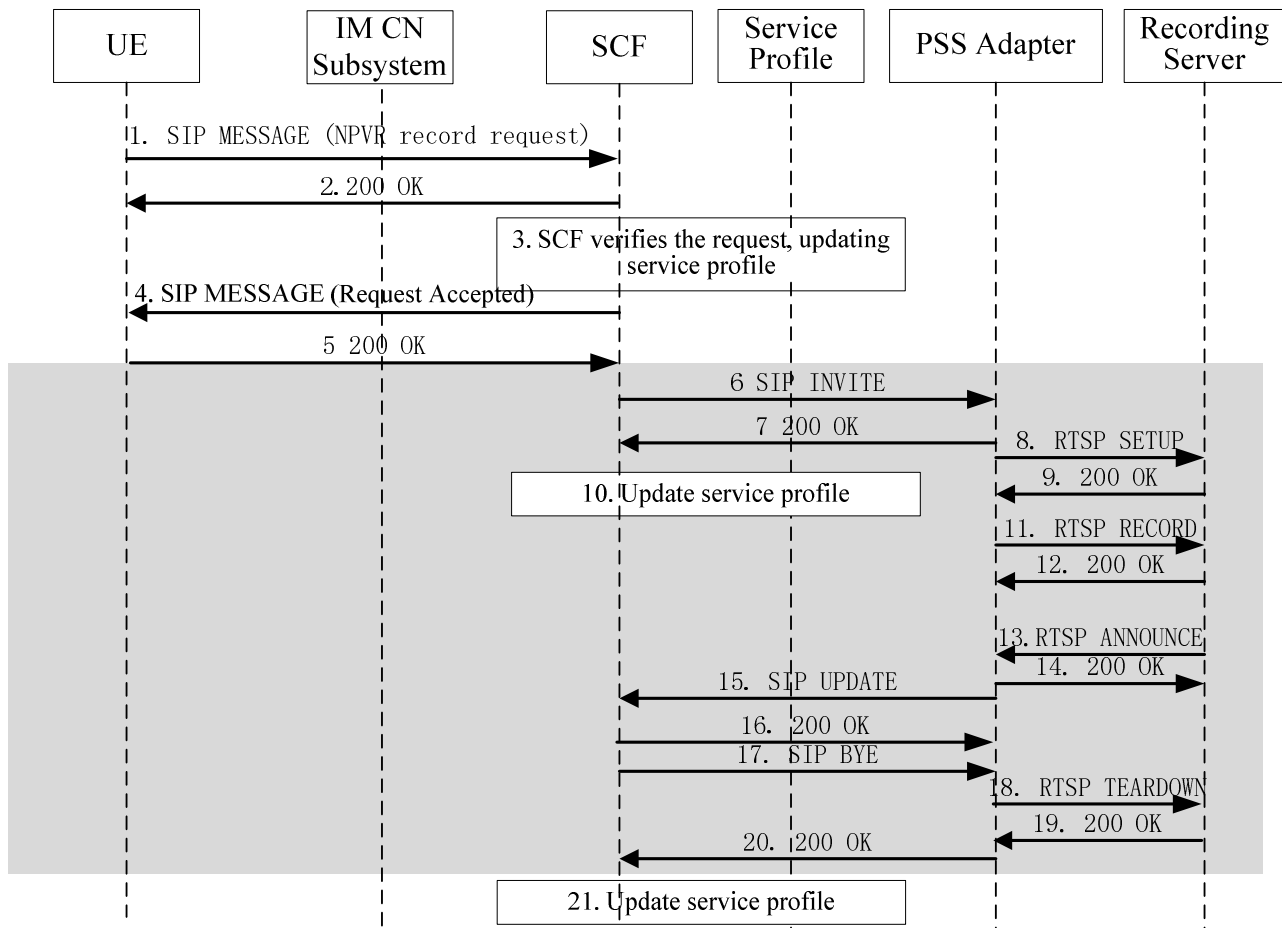 UE
IM CN
Subsystem
SCF
Service
Profile
PSS Adapter
Recording
Server
1. SIP MESSAGE (NPVR record request)
2.200 OK
3. SCF verifies the request, updating
service profile
4. SIP MESSAGE (Request Accepted)
5 200 OK
6 SIP INVITE
7 200 OK
8. RTSP SETUP
9. 200 OK
10. Update service profile
11. RTSP RECORD
12. 200 OK
13.RTSP ANNOUNCE
14. 200 OK
15. SIP UPDATE
16. 200 OK
17. SIP BYE
18. RTSP TEARDOWN
19. 200 OK
20. 200 OK
21. Update service profile